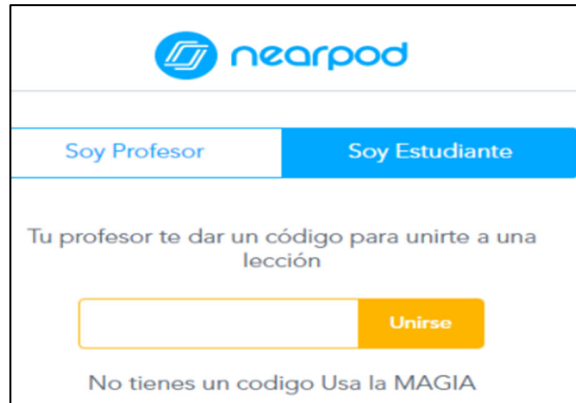 nearpod
Soy Profesor
Soy Estudiante
Tu profesor te dar un código para unirte a una
lección
Unirse
No tienes un codigo Usa la MAGIA